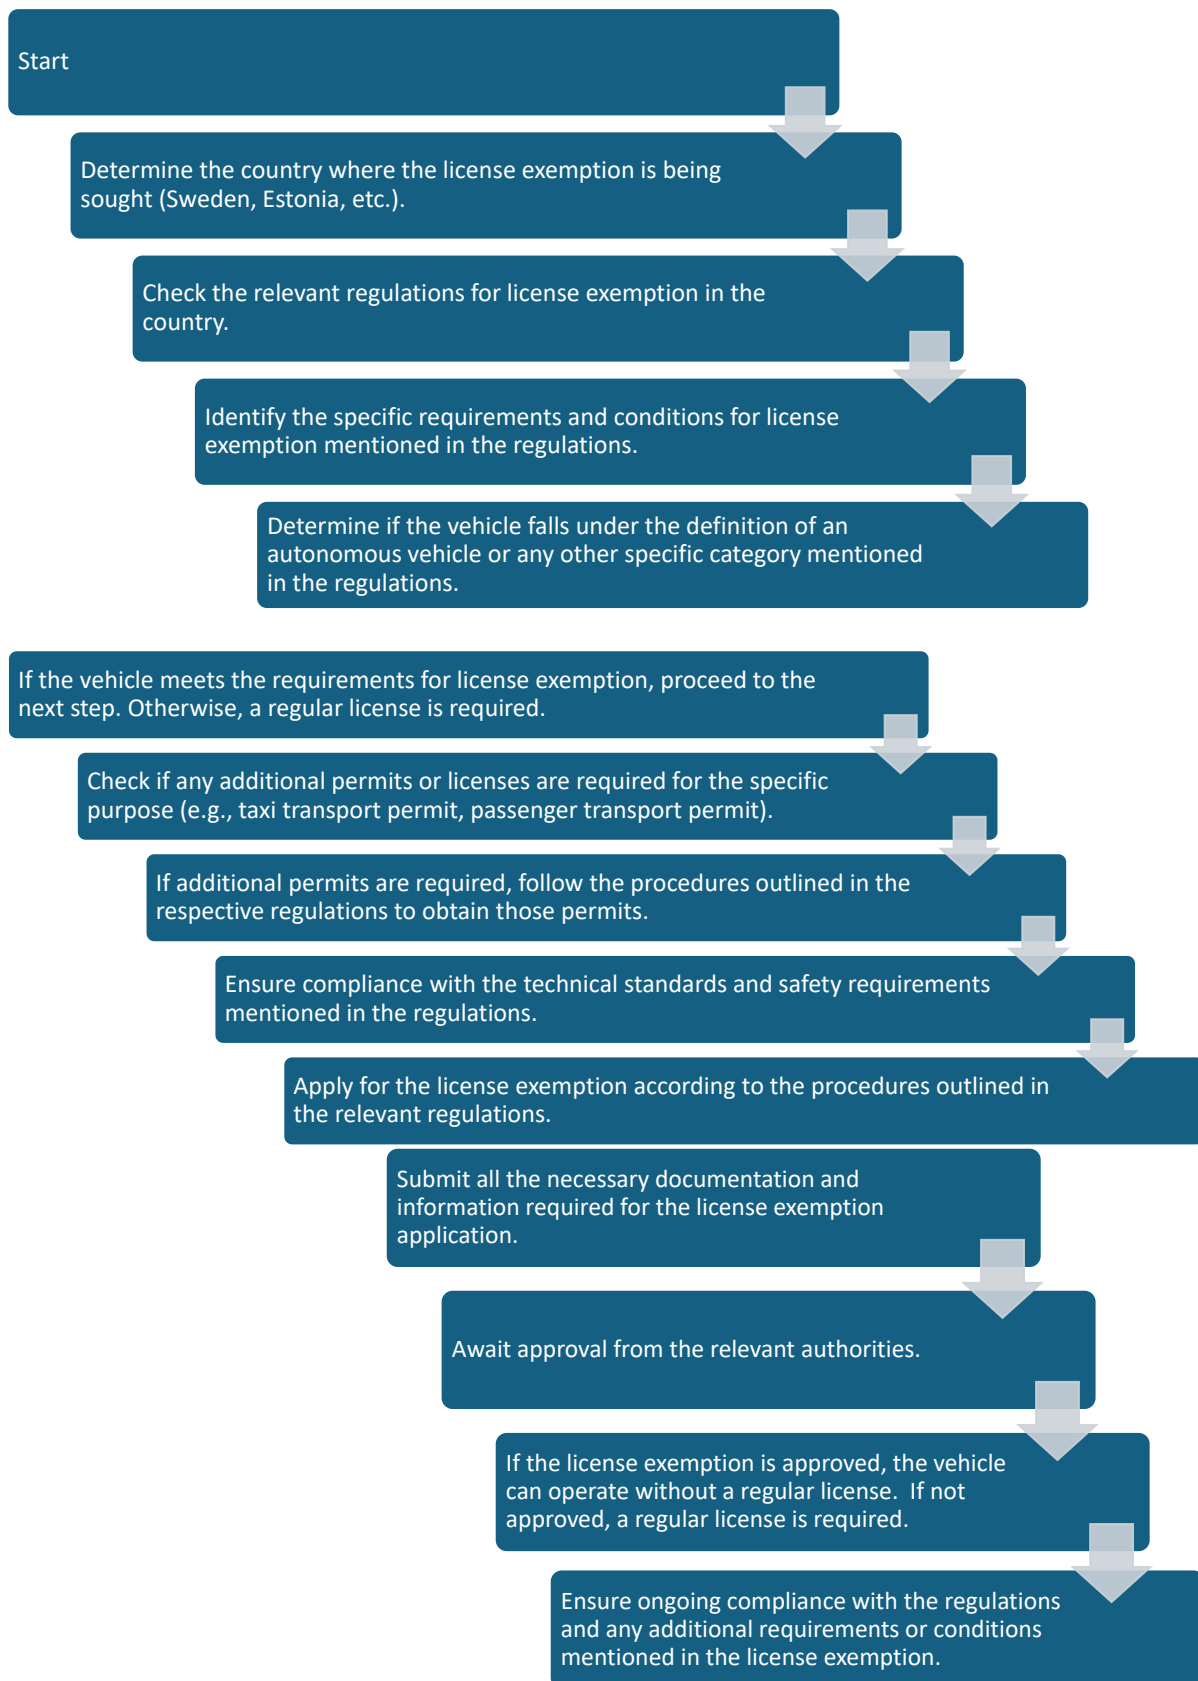 Start
Determine the country where the license exemption is being
sought (Sweden, Estonia, etc.).
Check the relevant regulations for license exemption in the
country.
Identify the specific requirements and conditions for license
exemption mentioned in the regulations.
Determine if the vehicle falls under the definition of an
autonomous vehicle or any other specific category mentioned
in the regulations.
If the vehicle meets the requirements for license exemption, proceed to the
next step. Otherwise, a regular license is required.
Check if any additional permits or licenses are required for the specific
purpose (e.g., taxi transport permit, passenger transport permit).
If additional permits are required, follow the procedures outlined in the
respective regulations to obtain those permits.
Ensure compliance with the technical standards and safety requirements
mentioned in the regulations.
Apply for the license exemption according to the procedures outlined in
the relevant regulations.
Submit all the necessary documentation and
information required for the license exemption
application.
Await approval from the relevant authorities.
If the license exemption is approved, the vehicle
can operate without a regular license.  If not
approved, a regular license is required.
Ensure ongoing compliance with the regulations
and any additional requirements or conditions
mentioned in the license exemption.